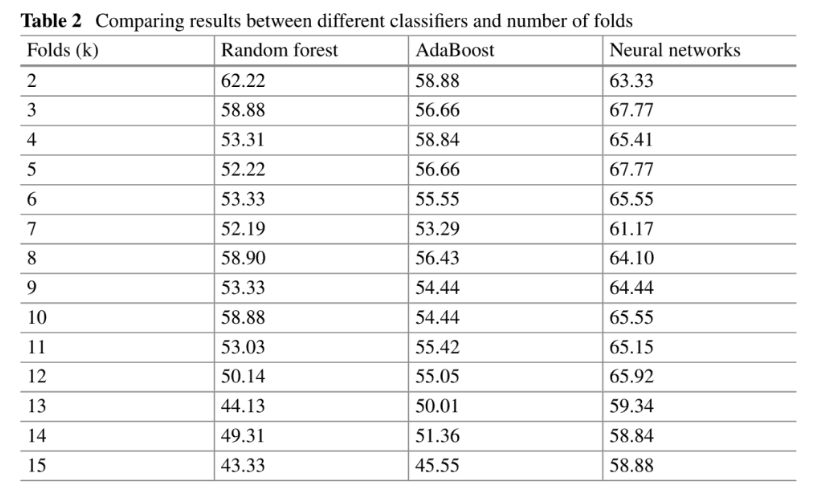 Table 2 Comparing results between different classifiers and number of folds
Folds (k) Random forest AdaBoost Neural networks
2 62.22 58.88 63.33
3 58.88 56.66 67.77
4 53.31 58.84 65.41
5 52.22 56.66 67.77
6 53.33 55.55 65.55
7 52.19 53.29 61.17
8 58.90 56.43 64.10
9 53.33 54.44 64.44
10 58.88 54.44 65.55
11 53.03 55.42 65.15
12 50.14 55.05 65.92
13 44.13 50.01 59.34
14 49.31 51.36 58.84
15 43.33 45.55 58.88